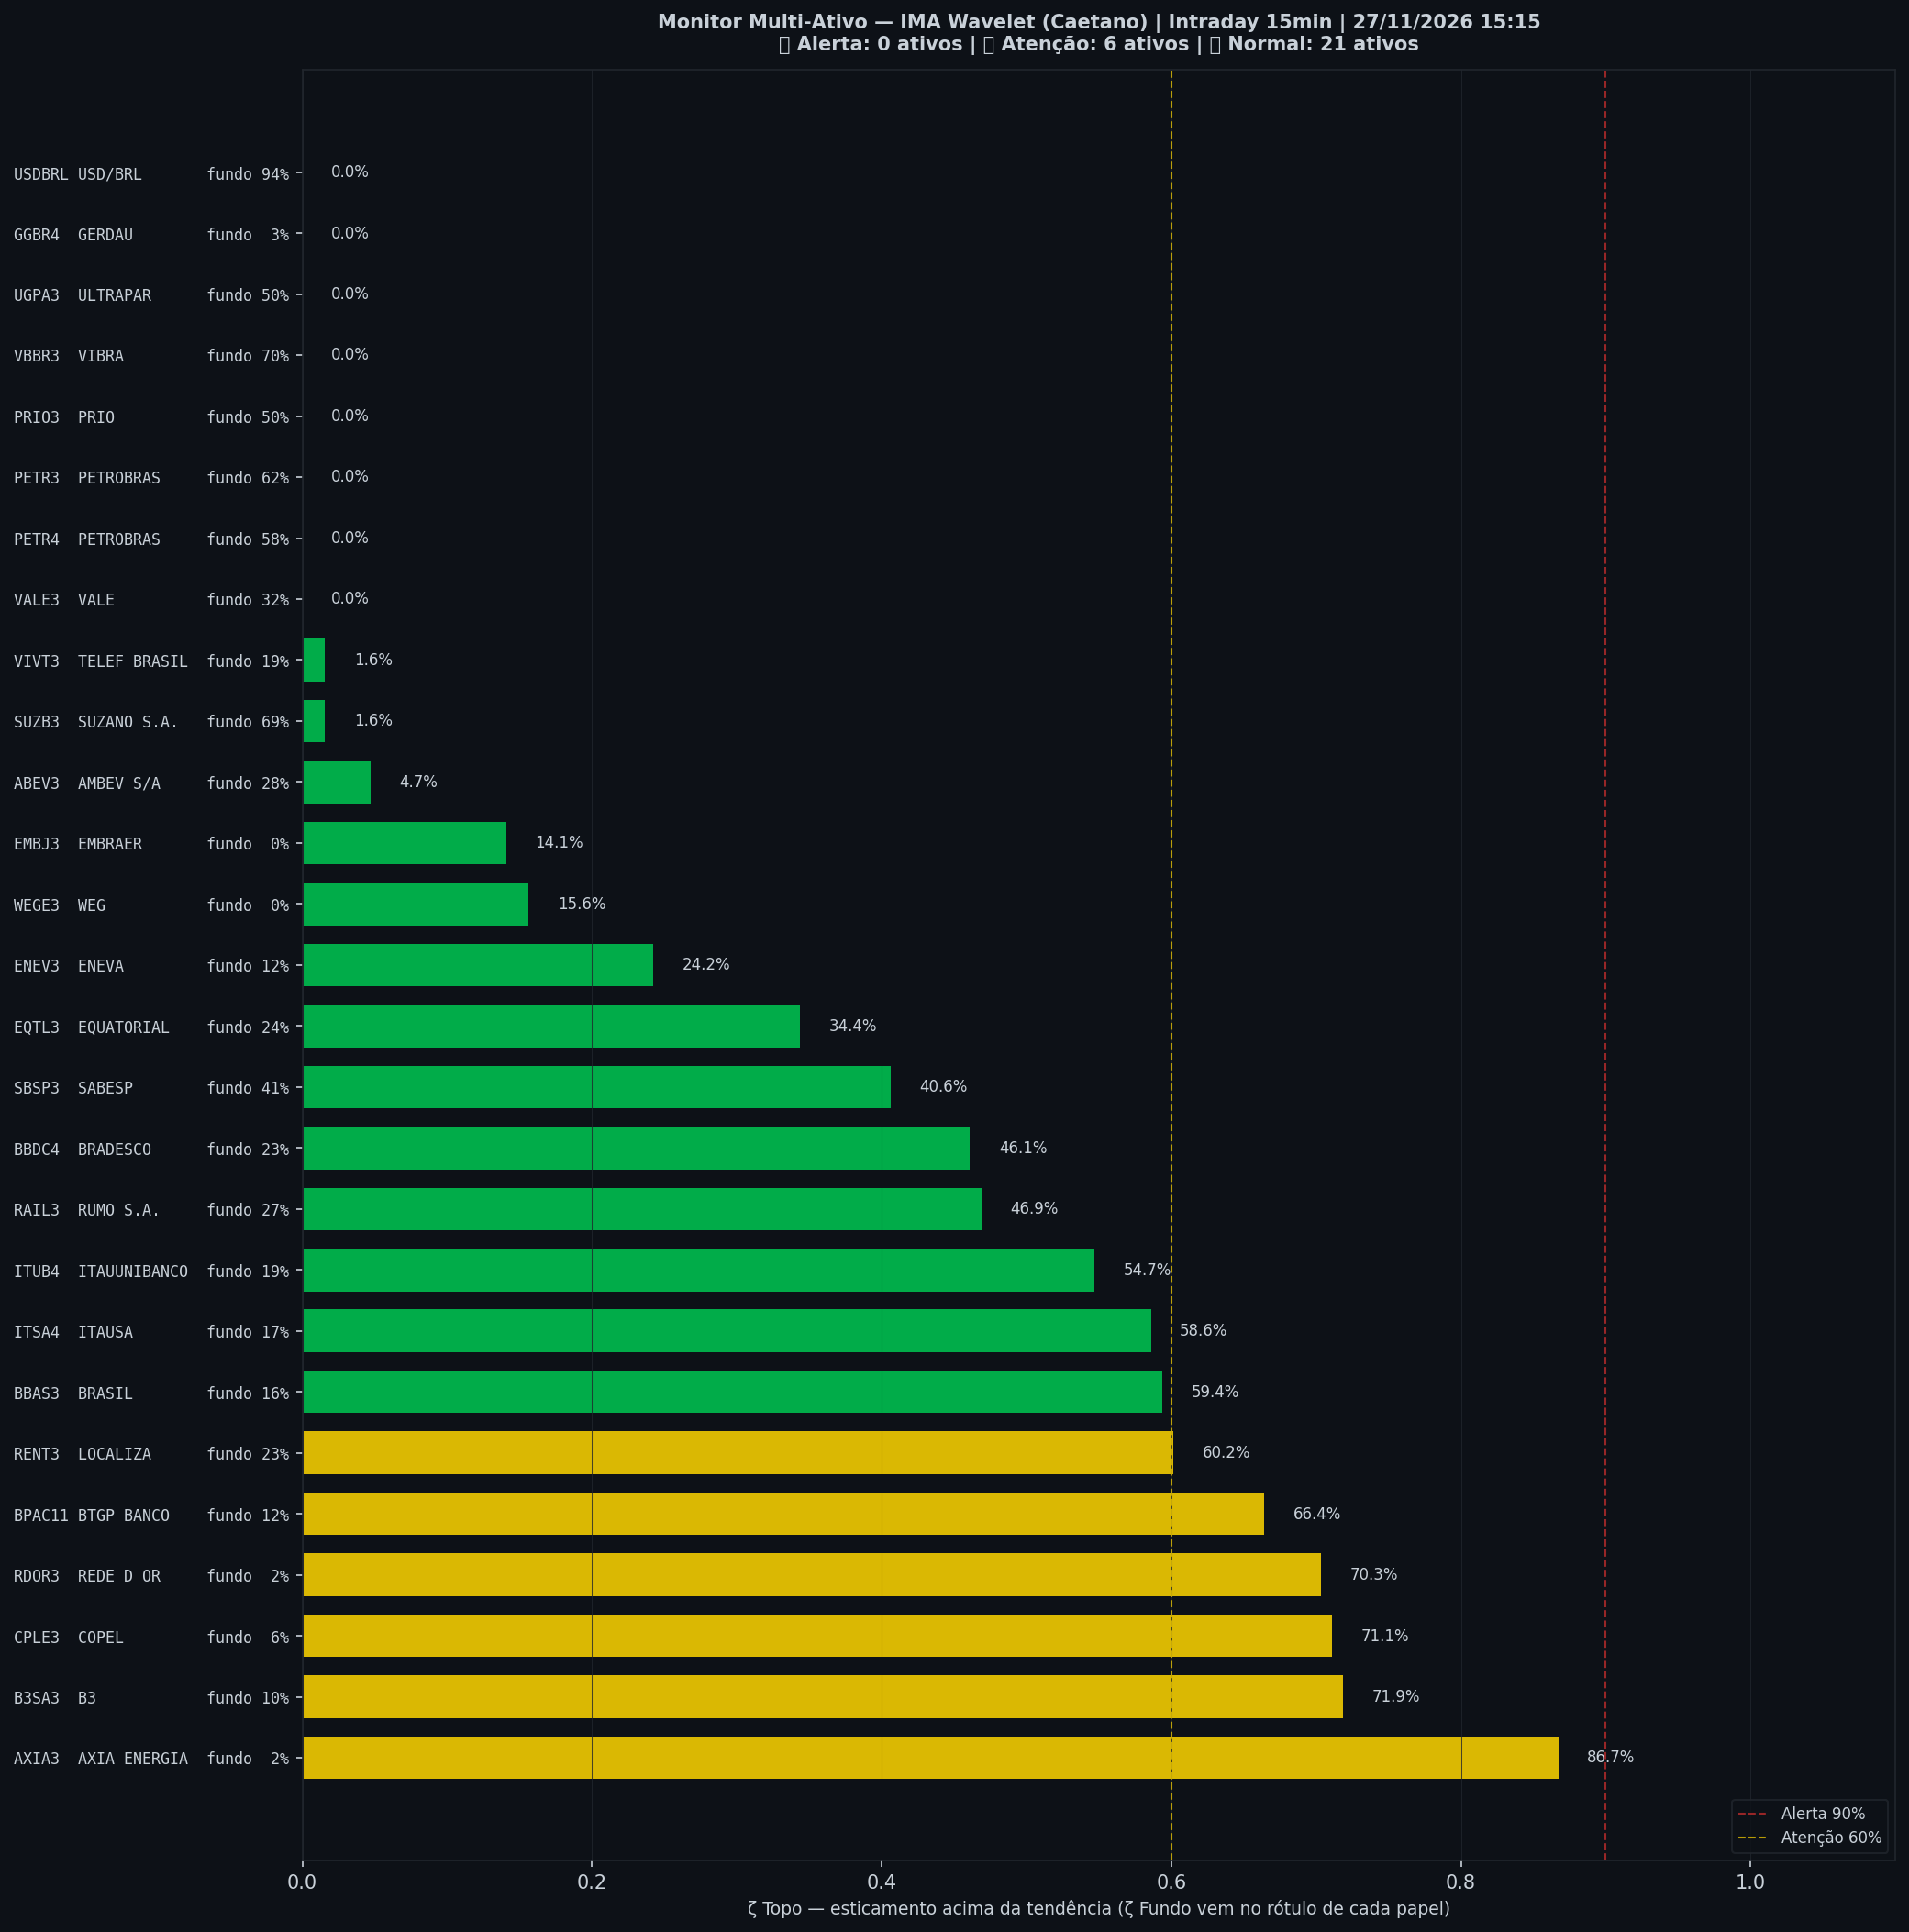 Monitor Multi-Ativo — IMA Wavelet (Caetano) | Intraday 15min | 27/11/2026 15:15
Alerta: 0 ativos | Atenção: 6 ativos | Normal: 21 ativos
USDBRL USD/BRL fundo 94% 0.0%
GGBR4 GERDAU fundo 3% 0.0%
UGPA3 ULTRAPAR fundo 50% 0.0%
VBBR3 VIBRA fundo 70% 0.0%
PRIO3 PRIO fundo 50% 0.0%
PETR3 PETROBRAS fundo 62% 0.0%
PETR4 PETROBRAS fundo 58% 0.0%
VALE3 VALE fundo 32% 0.0%
VIVT3 TELEF BRASIL fundo 19% 1.6%
SUZB3 SUZANO S.A. fundo 69% 1.6%
ABEV3 AMBEV S/A fundo 28% 4.7%
EMBJ3 EMBRAER fundo 0% 14.1%
WEGE3 WEG fundo 0% 15.6%
ENEV3 ENEVA fundo 12% 24.2%
EQTL3 EQUATORIAL fundo 24% 34.4%
SBSP3 SABESP fundo 41% 40.6%
BBDC4 BRADESCO fundo 23% 46.1%
RAIL3 RUMO S.A. fundo 27% 46.9%
ITUB4 ITAUUNIBANCO fundo 19% 54.7%
ITSA4 ITAUSA fundo 17% 58.6%
BBAS3 BRASIL fundo 16% 59.4%
RENT3 LOCALIZA fundo 23% 60.2%
BPAC11 BTGP BANCO fundo 12% 66.4%
RDOR3 REDE D OR fundo 2% 70.3%
CPLE3 COPEL fundo 6% 71.1%
B3SA3 B3 fundo 10% 71.9%
AXIA3 AXIA ENERGIA fundo 2% 86.7%
Alerta 90%
Atenção 60%
0.0 0.2 0.4 0.6 0.8 1.0
ζ Topo — esticamento acima da tendência (ζ Fundo vem no rótulo de cada papel)